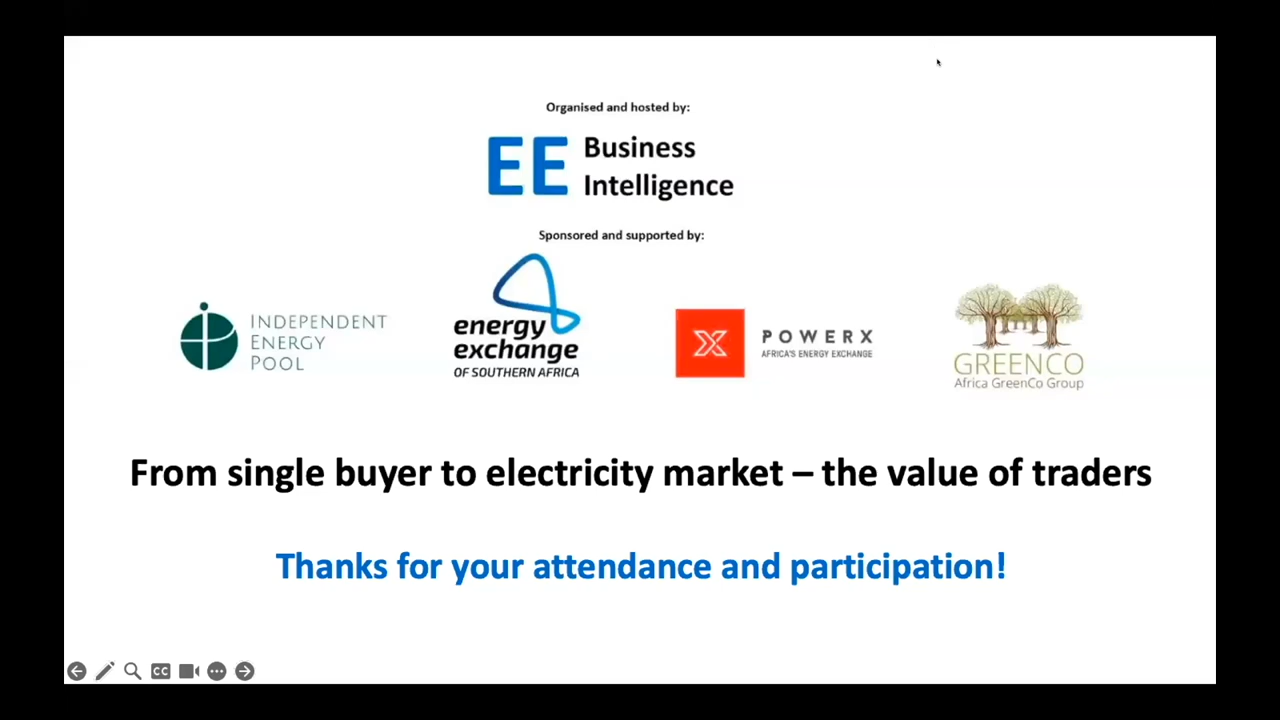 Organised and hosted by:
EE Business
Intelligence
Sponsored and supported by:
INDEPENDENT
ENERGY
POOL
energy
exchange
OF SOUTHERN AFRICA
POWERX
AFRICA'S ENERGY EXCHANGE
GREENCO
Africa GreenCo Group
From single buyer to electricity market – the value of traders
Thanks for your attendance and participation!
CC